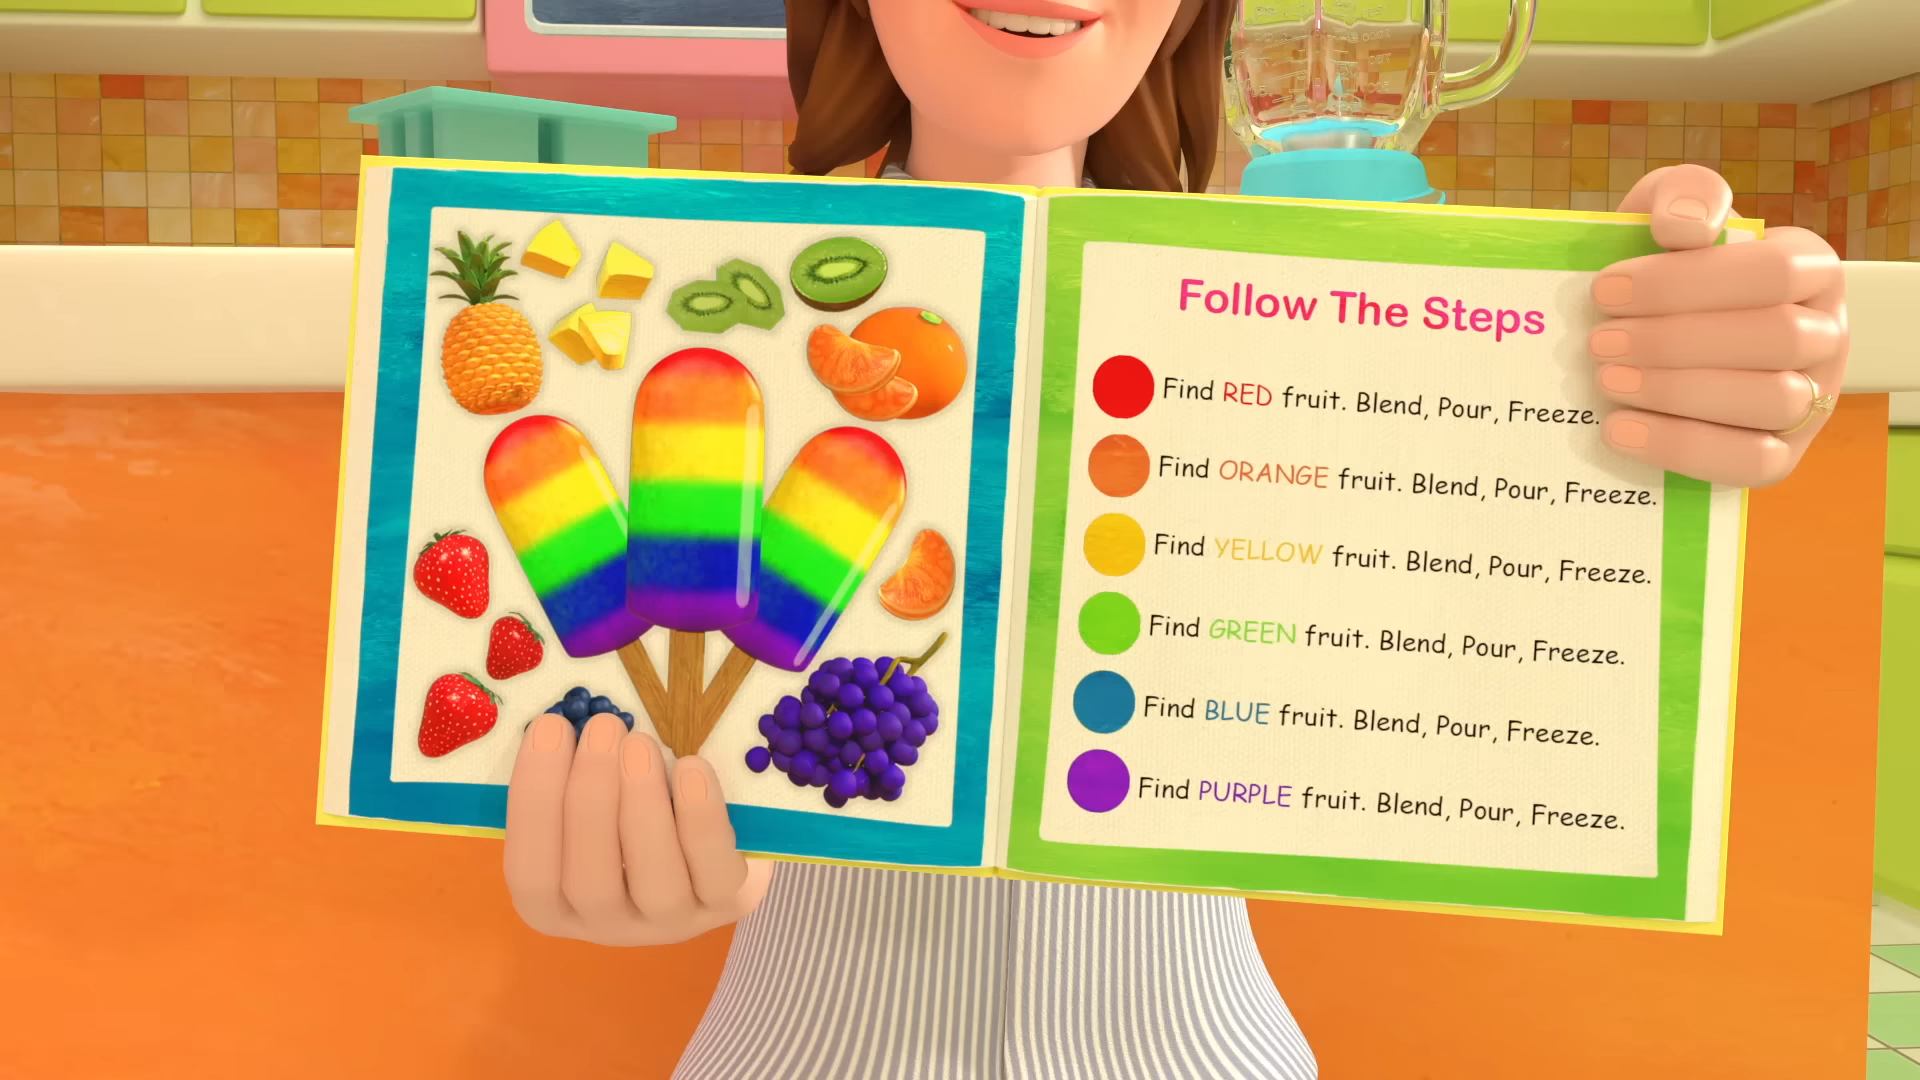 Follow The Steps
Find RED fruit. Blend, Pour, Freeze.
Find ORANGE fruit. Blend, Pour, Freeze.
Find YELLOW fruit. Blend, Pour, Freeze.
Find GREEN fruit. Blend, Pour, Freeze.
Find BLUE fruit. Blend, Pour, Freeze.
Find PURPLE fruit. Blend, Pour, Freeze.